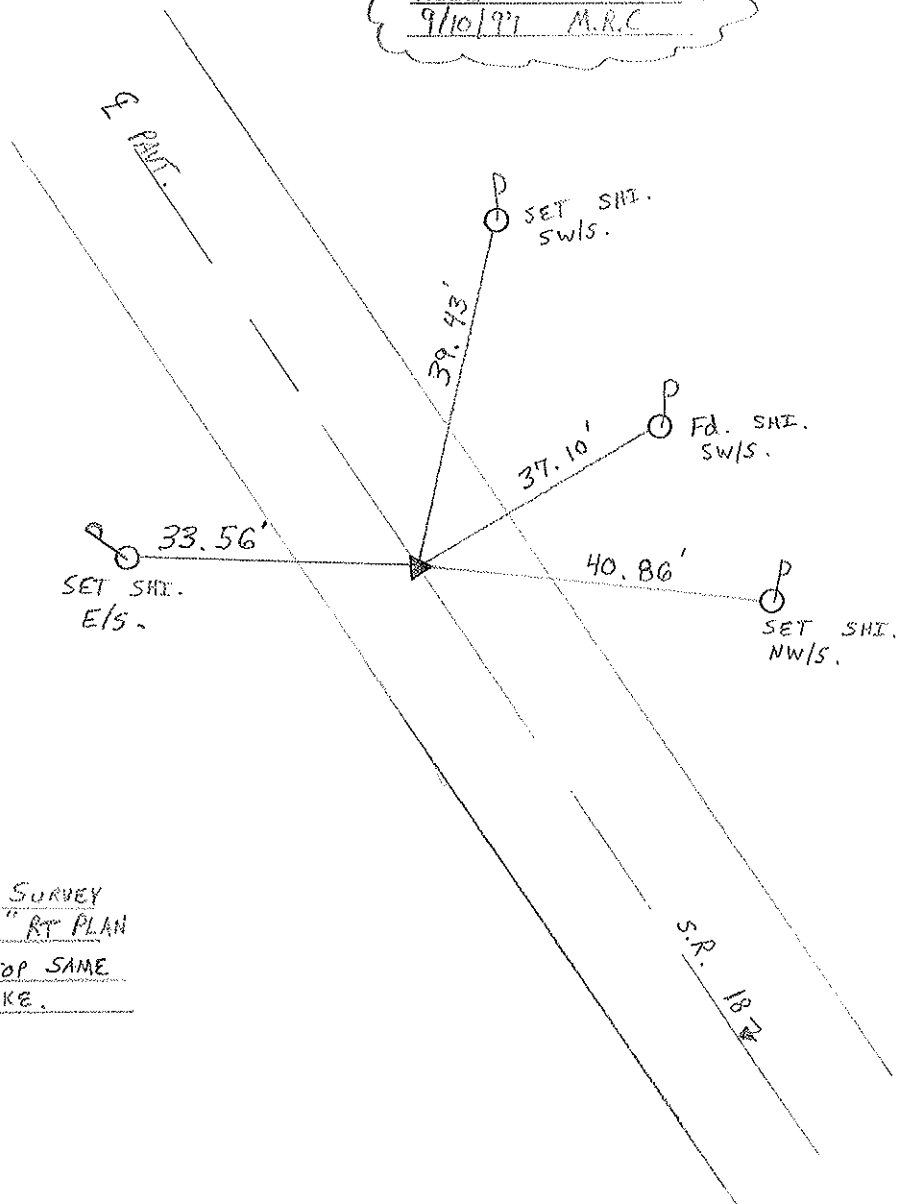 9/10/97 M.R.C
℄ PAVT.
SET SHI.
SW/S.
39.43'
Fd. SHI.
SW/S.
37.10'
33.56'
SET SHI.
E/S.
40.86'
SET SHI.
NW/S.
SURVEY
" RT PLAN
OP SAME
KE.
S.R.